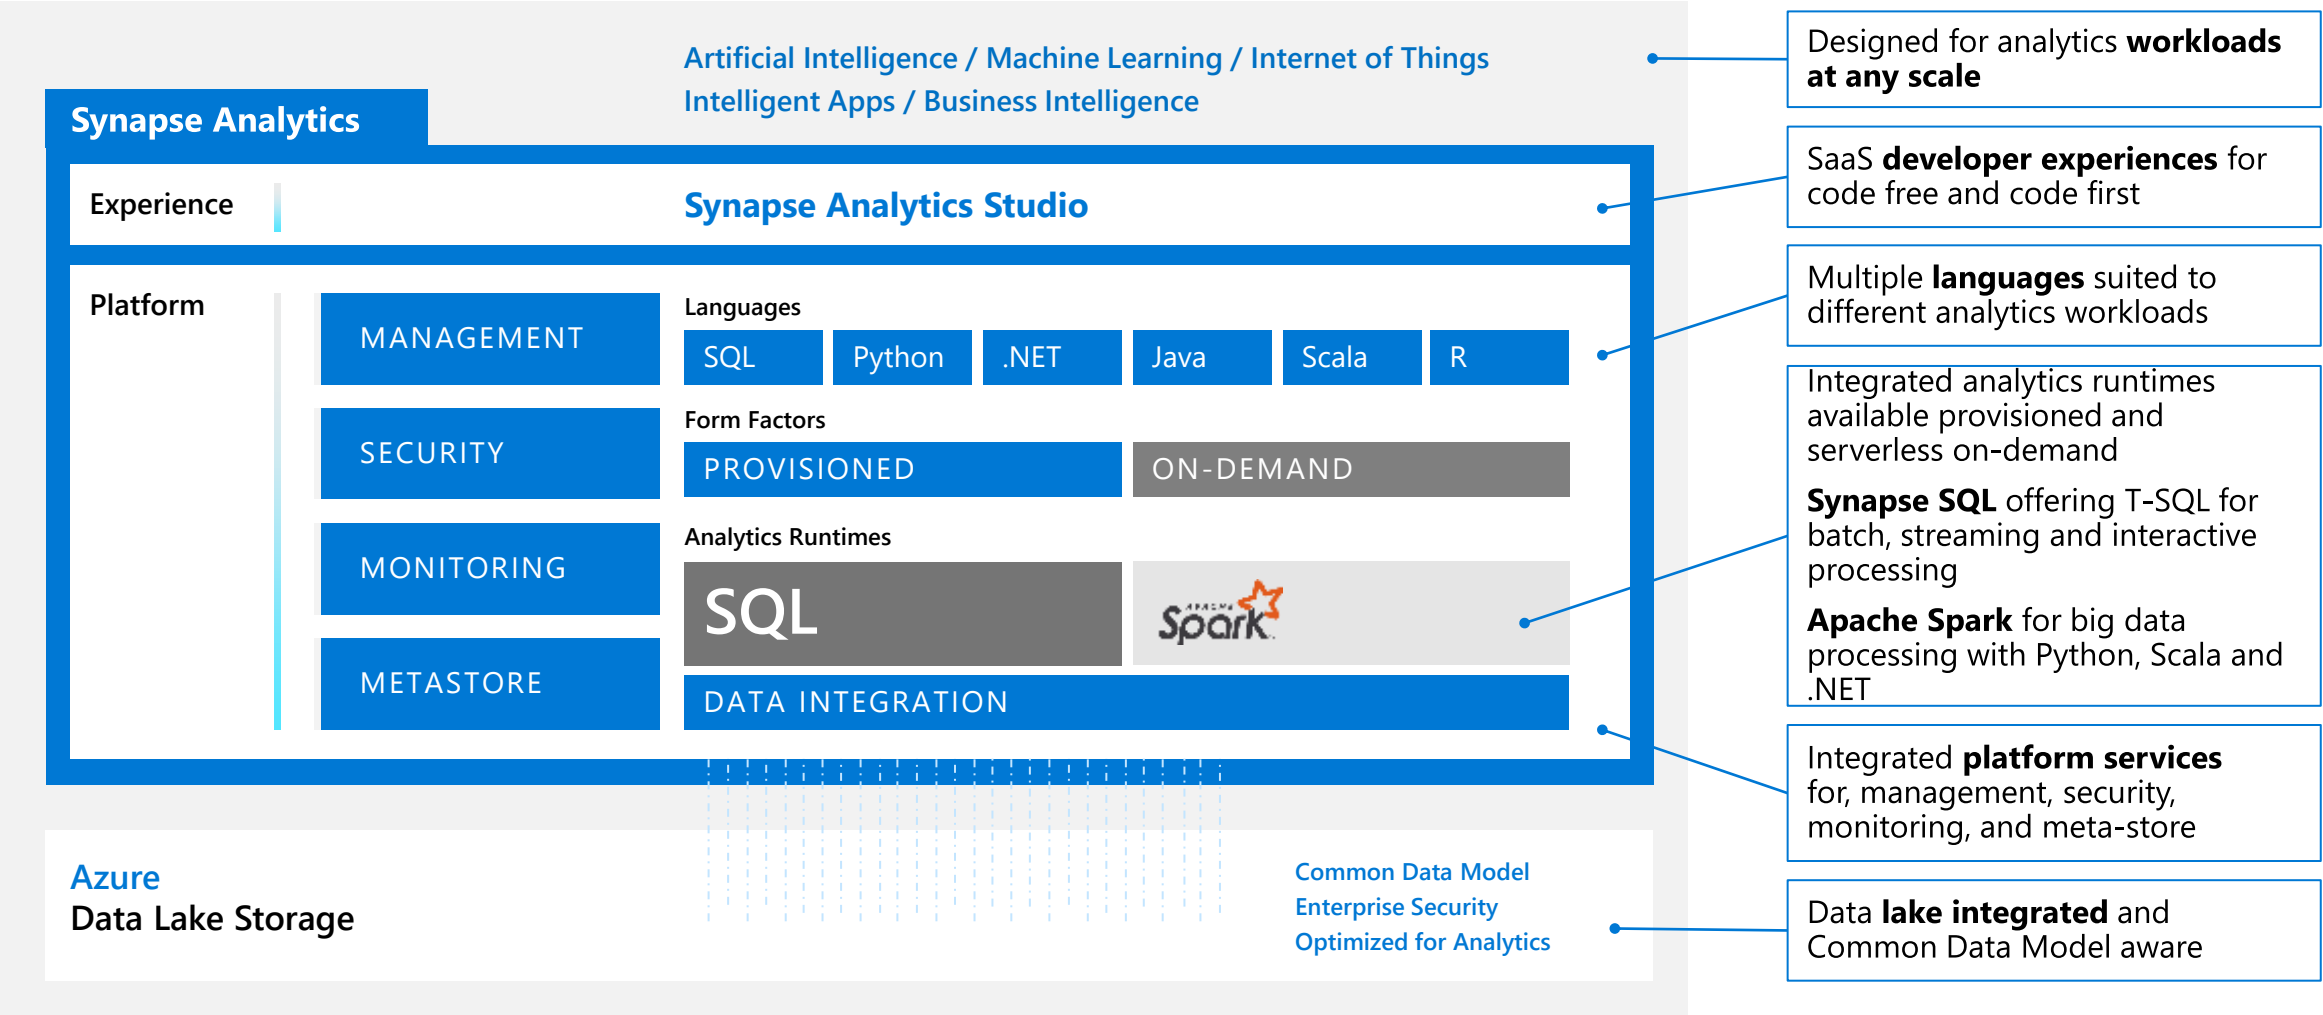 Artificial Intelligence / Machine Learning / Internet of Things
Intelligent Apps / Business Intelligence
Synapse Analytics
Experience
Synapse Analytics Studio
Platform
MANAGEMENT
SECURITY
MONITORING
METASTORE
Languages
SQL
Python
.NET
Java
Scala
R
Form Factors
PROVISIONED
ON-DEMAND
Analytics Runtimes
SQL
APACHE
Spark
DATA INTEGRATION
Azure
Data Lake Storage
Common Data Model
Enterprise Security
Optimized for Analytics
Designed for analytics workloads
at any scale
SaaS developer experiences for
code free and code first
Multiple languages suited to
different analytics workloads
Integrated analytics runtimes
available provisioned and
serverless on-demand
Synapse SQL offering T-SQL for
batch, streaming and interactive
processing
Apache Spark for big data
processing with Python, Scala and
.NET
Integrated platform services
for, management, security,
monitoring, and meta-store
Data lake integrated and
Common Data Model aware